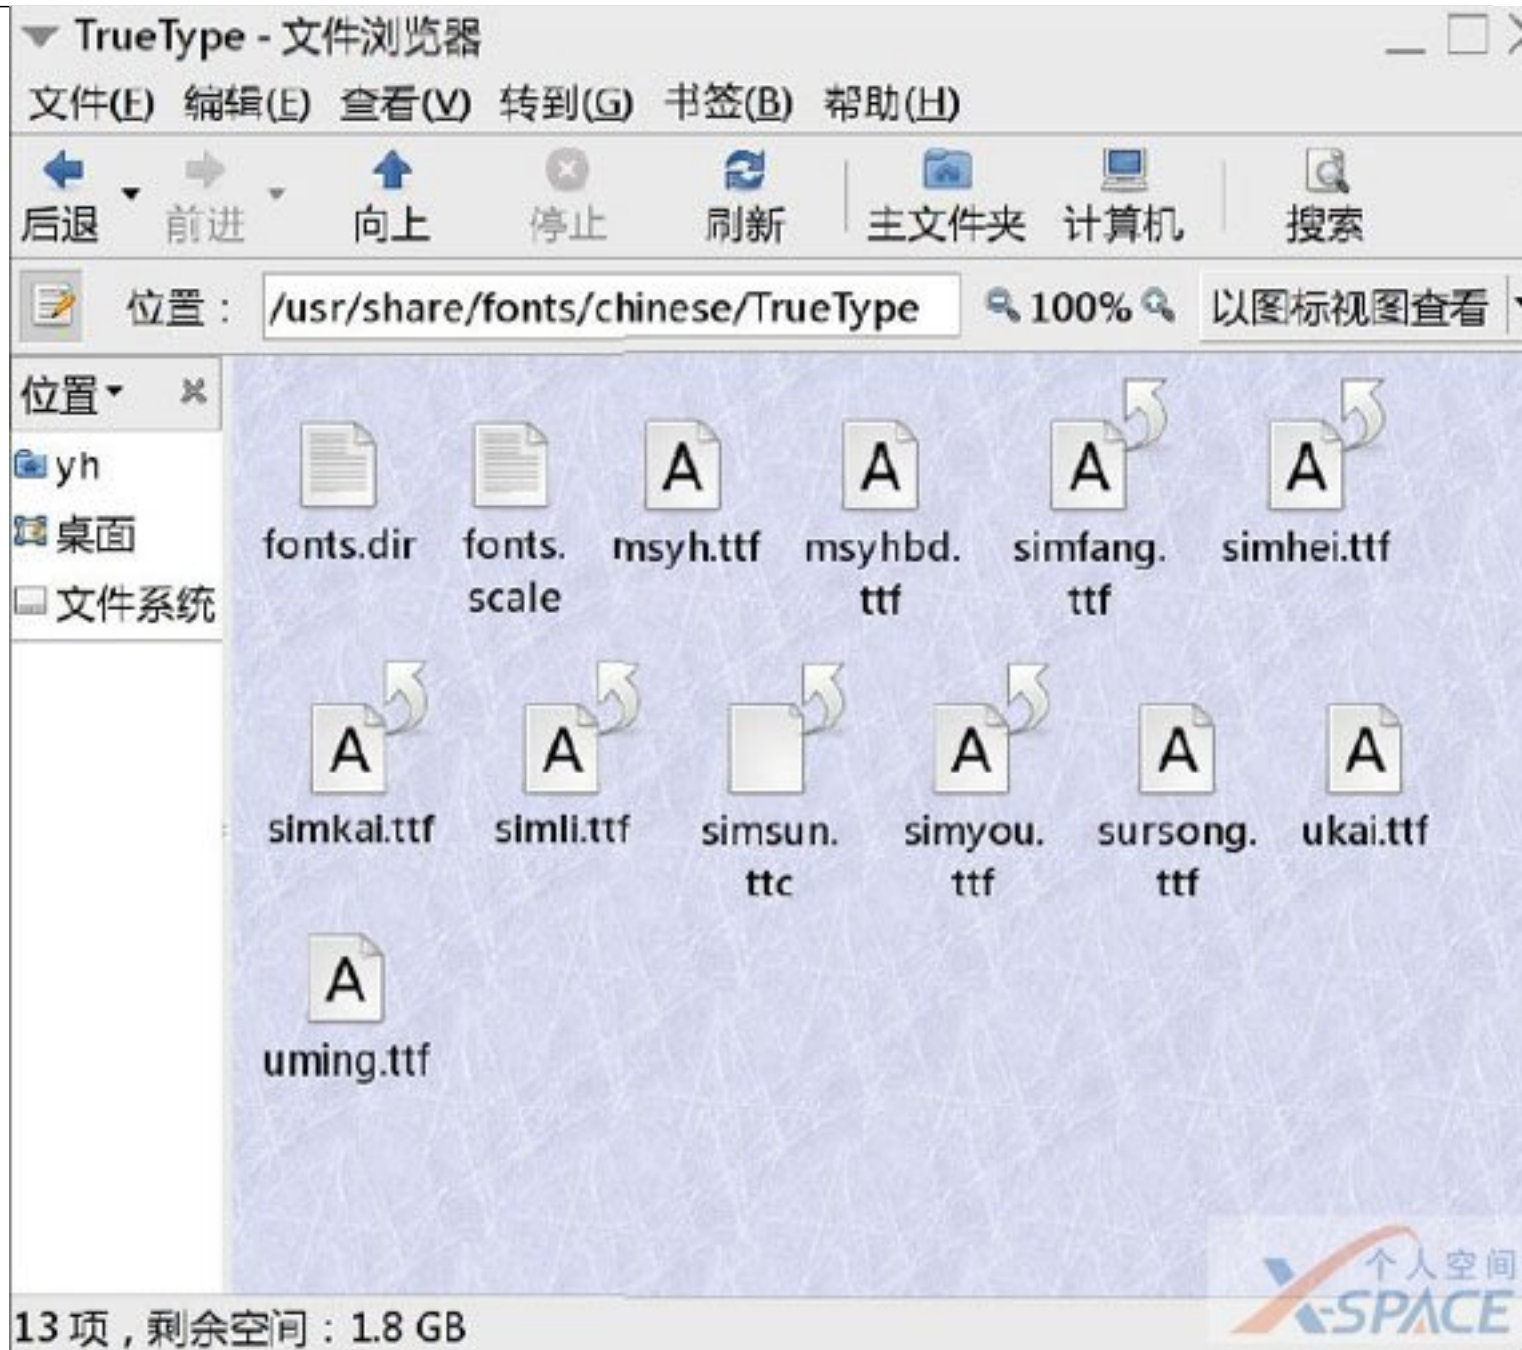 TrueType - 文件浏览器
文件(F) 编辑(E) 查看(V) 转到(G) 书签(B) 帮助(H)
后退 前进 向上 停止 刷新 主文件夹 计算机 搜索
位置： /usr/share/fonts/chinese/TrueType 100% 以图标视图查看
位置
yh
桌面
文件系统
fonts.dir fonts. msyh.ttf msyhbd. simfang. simhei.ttf
scale ttf ttf
simkai.ttf simli.ttf simsun. simyou. sursong. ukai.ttf
ttc ttf ttf
uming.ttf
个人空间
X-SPACE
13 项，剩余空间：1.8 GB